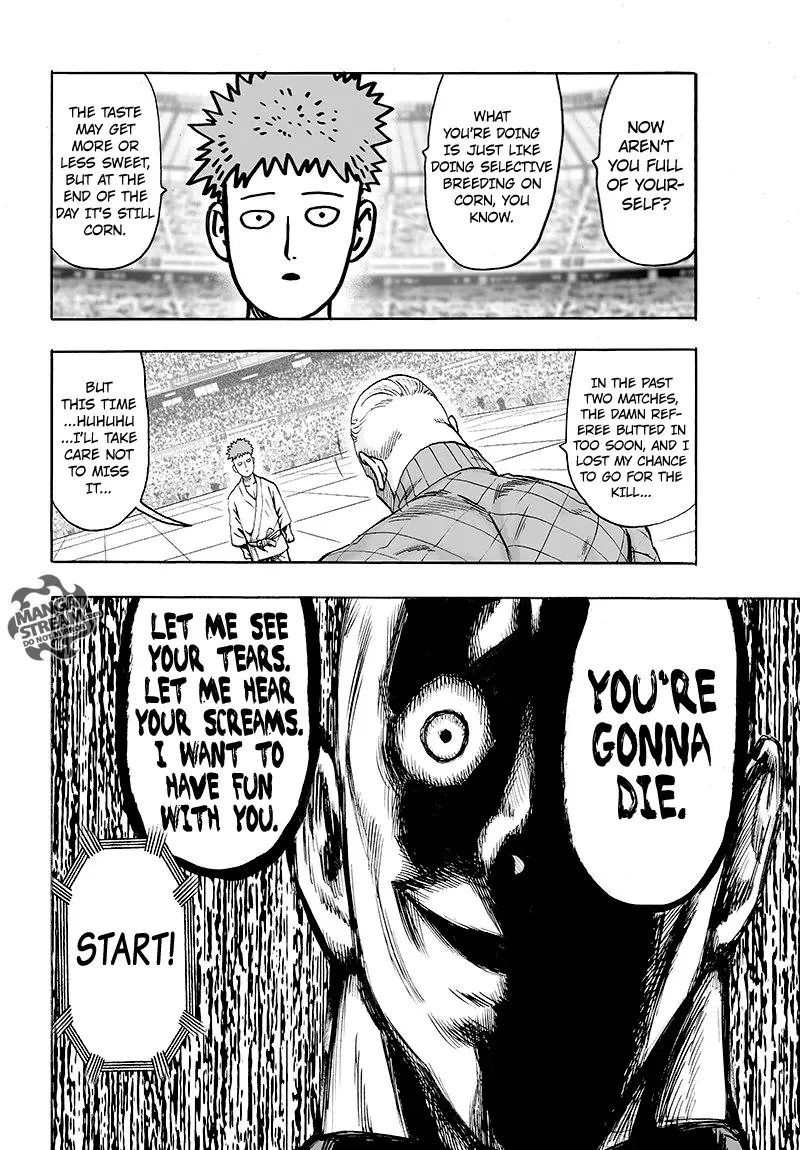 NOW
AREN'T
YOU FULL
OF YOUR-
SELF?
WHAT
YOU'RE DOING
IS JUST LIKE
DOING SELECTIVE
BREEDING ON
CORN, YOU
KNOW.
THE TASTE
MAY GET
MORE OR
LESS SWEET,
BUT AT THE
END OF THE
DAY IT'S STILL
CORN.
IN THE PAST
TWO MATCHES,
THE DAMN REF-
EREE BUTTED IN
TOO SOON, AND I
LOST MY CHANCE
TO GO FOR THE
KILL...
BUT
THIS TIME
...HUHUHU
...I'LL TAKE
CARE NOT
TO MISS
IT...
YOU'RE
GONNA
DIE.
LET ME SEE
YOUR TEARS.
LET ME HEAR
YOUR SCREAMS.
I WANT TO
HAVE FUN
WITH YOU.
START!
MANGA
STREAM